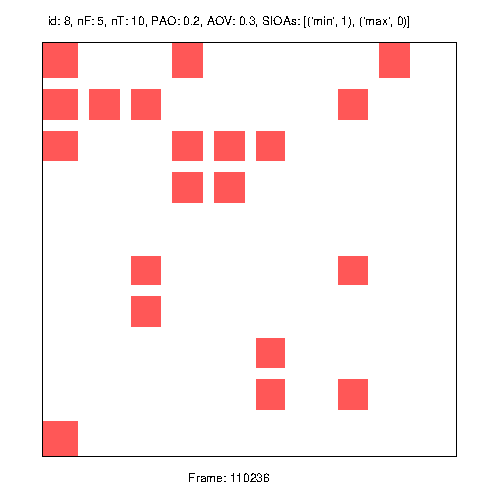 id: 8, nF: 5, nT: 10, PAO: 0.2, AOV: 0.3, SIOAs: [('min', 1), ('max', 0)]
Frame: 110236